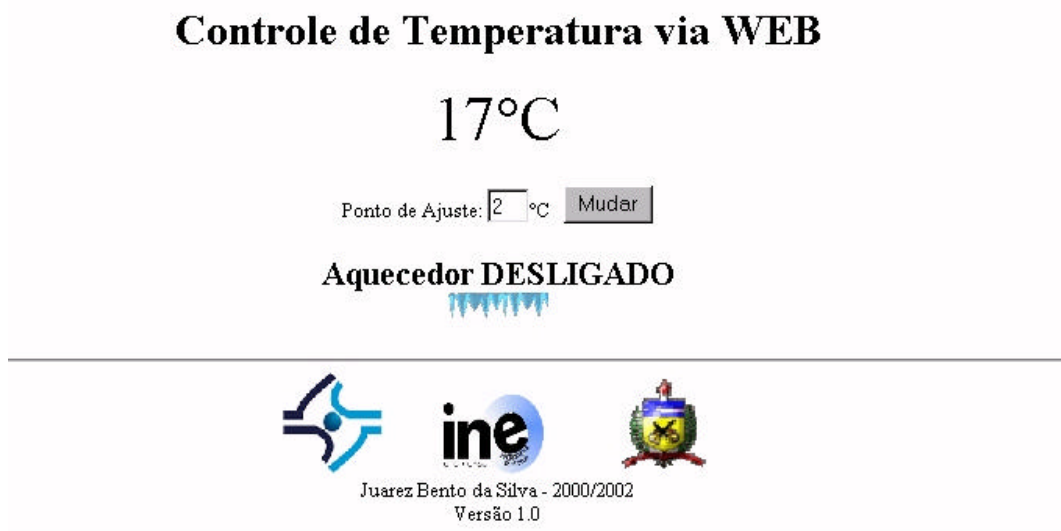 Controle de Temperatura via WEB
17°C
Ponto de Ajuste: 2 °C Mudar
Aquecedor DESLIGADO
ine
Juarez Bento da Silva - 2000/2002
Versão 1.0